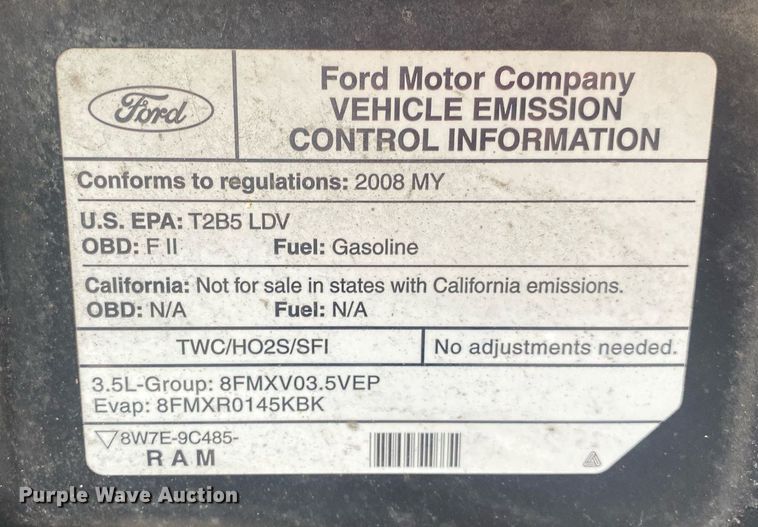 Ford
Ford Motor Company
VEHICLE EMISSION
CONTROL INFORMATION
Conforms to regulations: 2008 MY
U.S. EPA: T2B5 LDV
OBD: F II Fuel: Gasoline
California: Not for sale in states with California emissions.
OBD: N/A Fuel: N/A
TWC/HO2S/SFI No adjustments needed.
3.5L-Group: 8FMXV03.5VEP
Evap: 8FMXR0145KBK
8W7E-9C485-
R A M
Purple Wave Auction